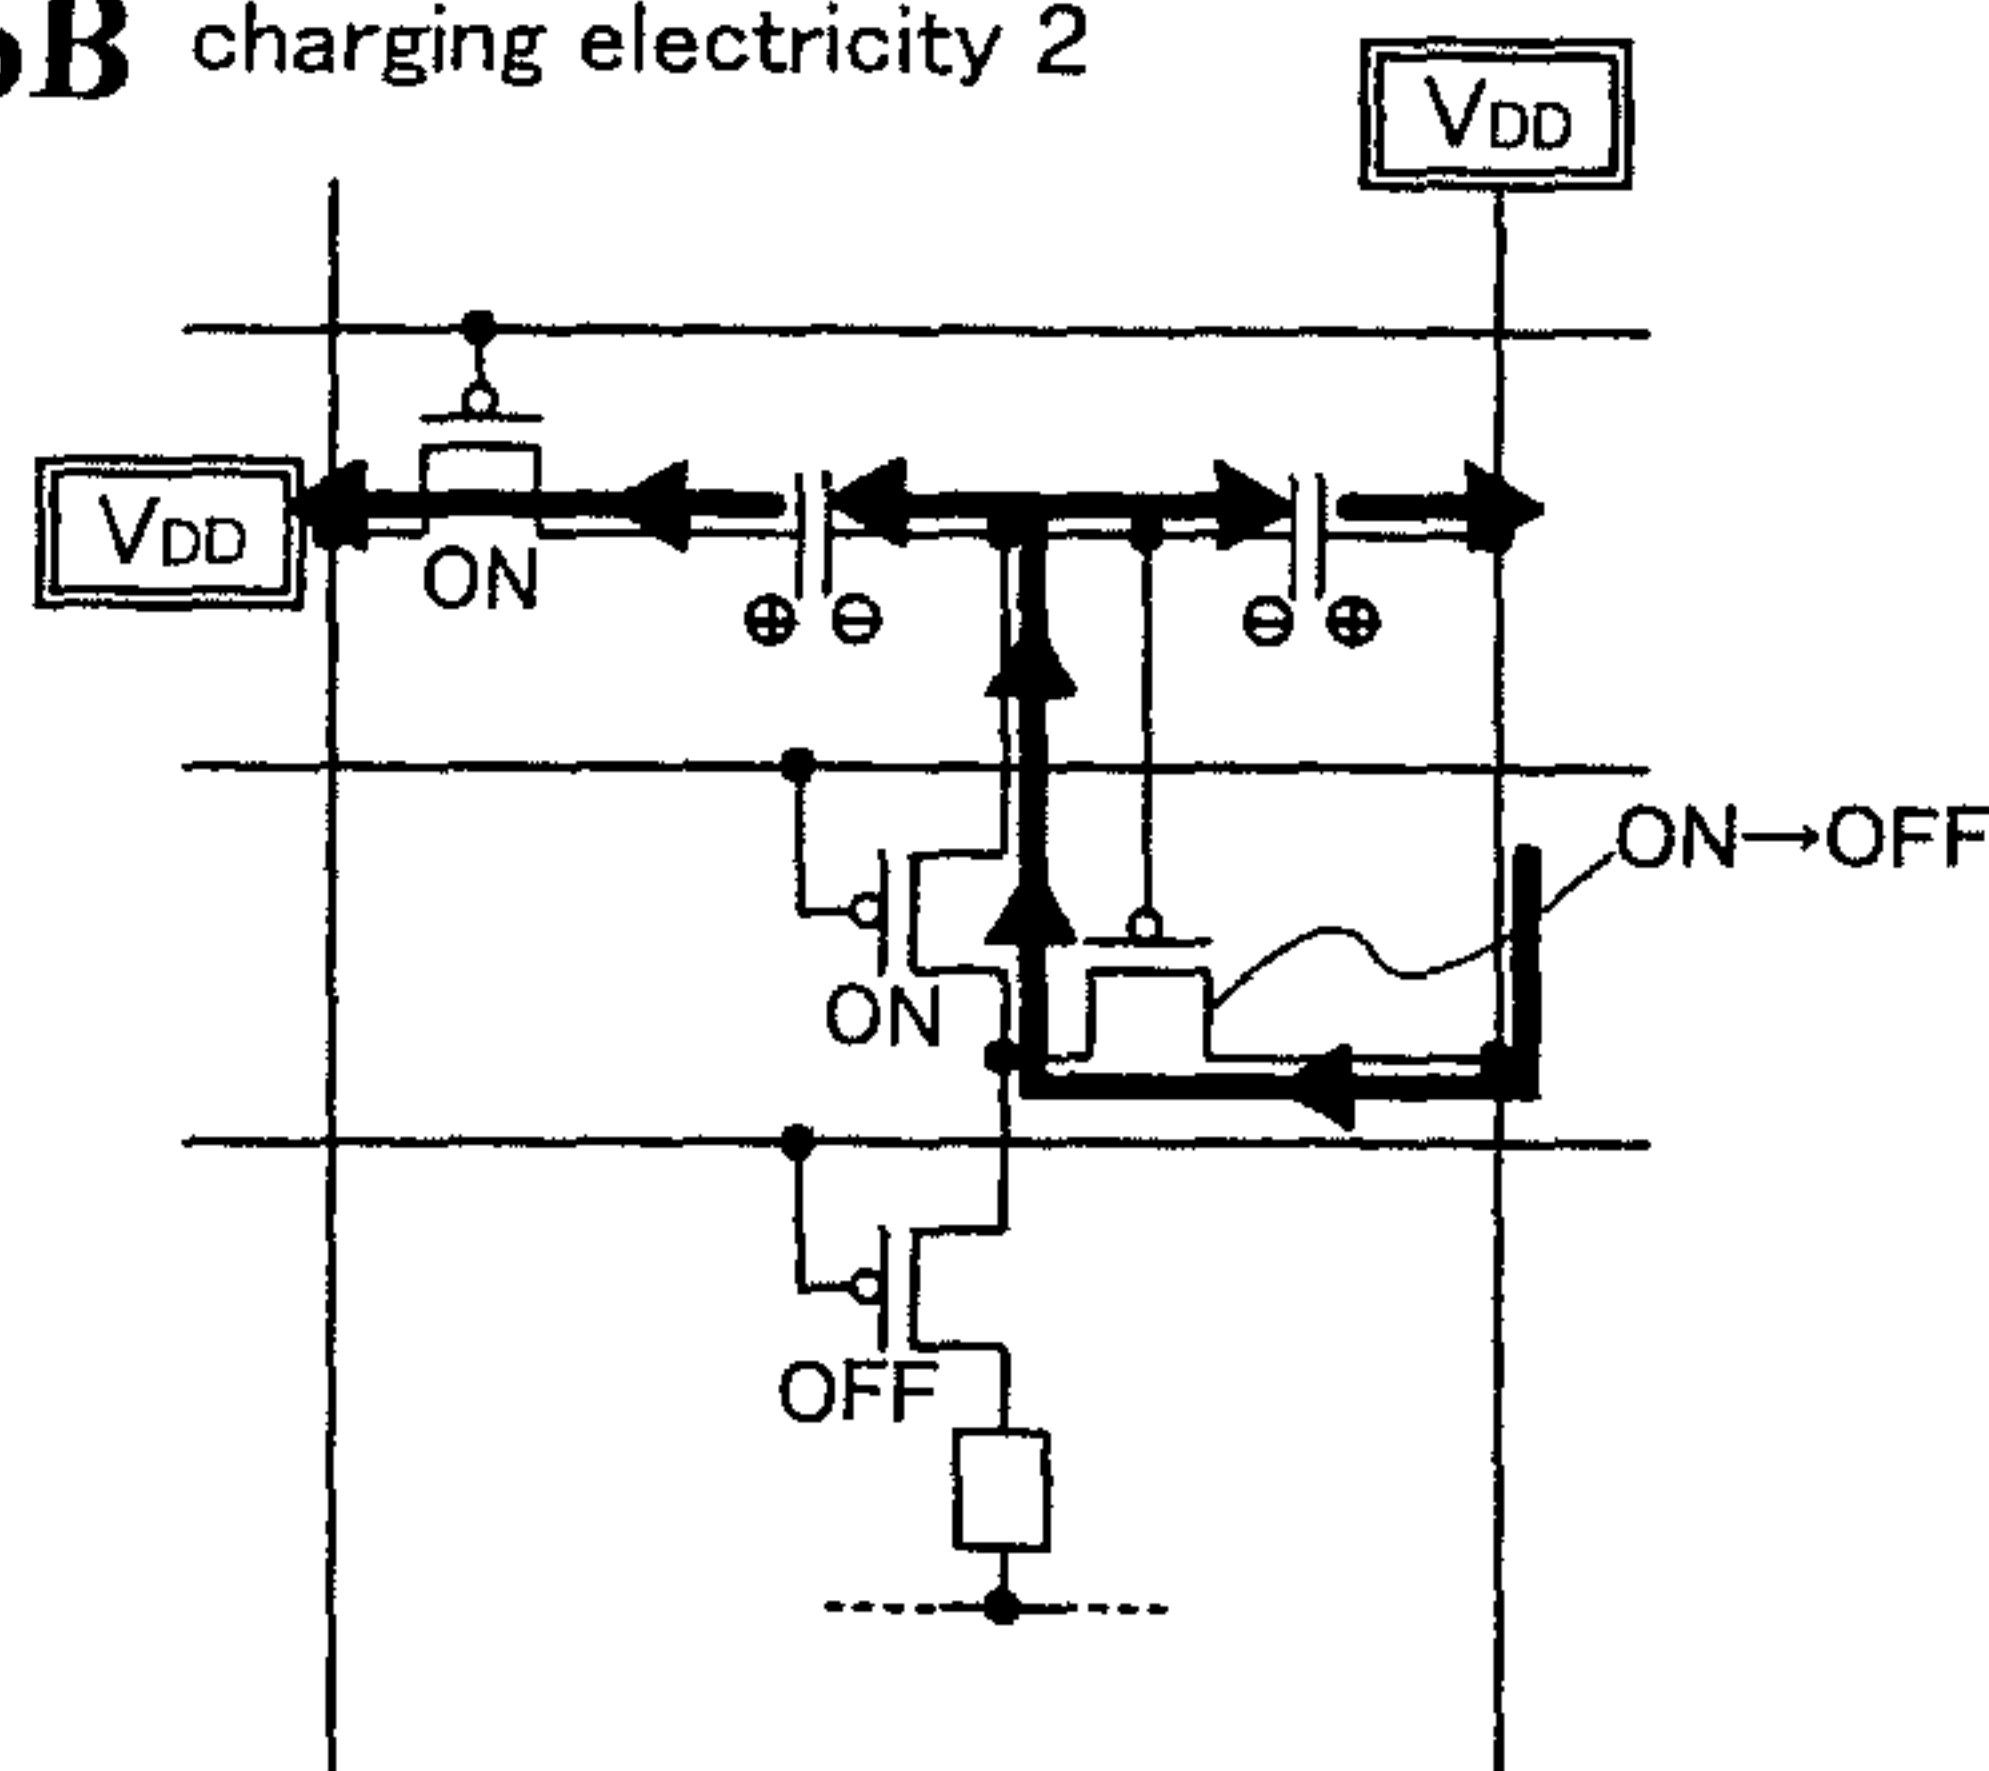 B charging electricity 2
VDD
VDD
ON
⊕ ⊖
⊖ ⊕
ON→OFF
ON
OFF